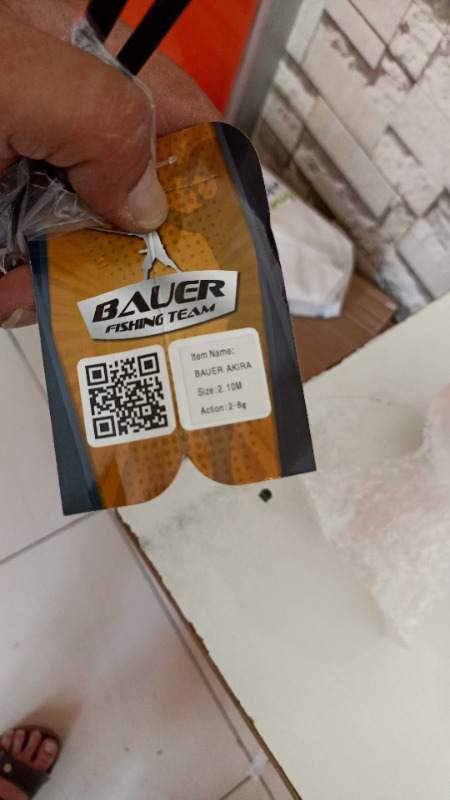 BAUER
FISHING TEAM
Item Name:
BAUER AKIRA
Size:2.10M
Action:2-8g